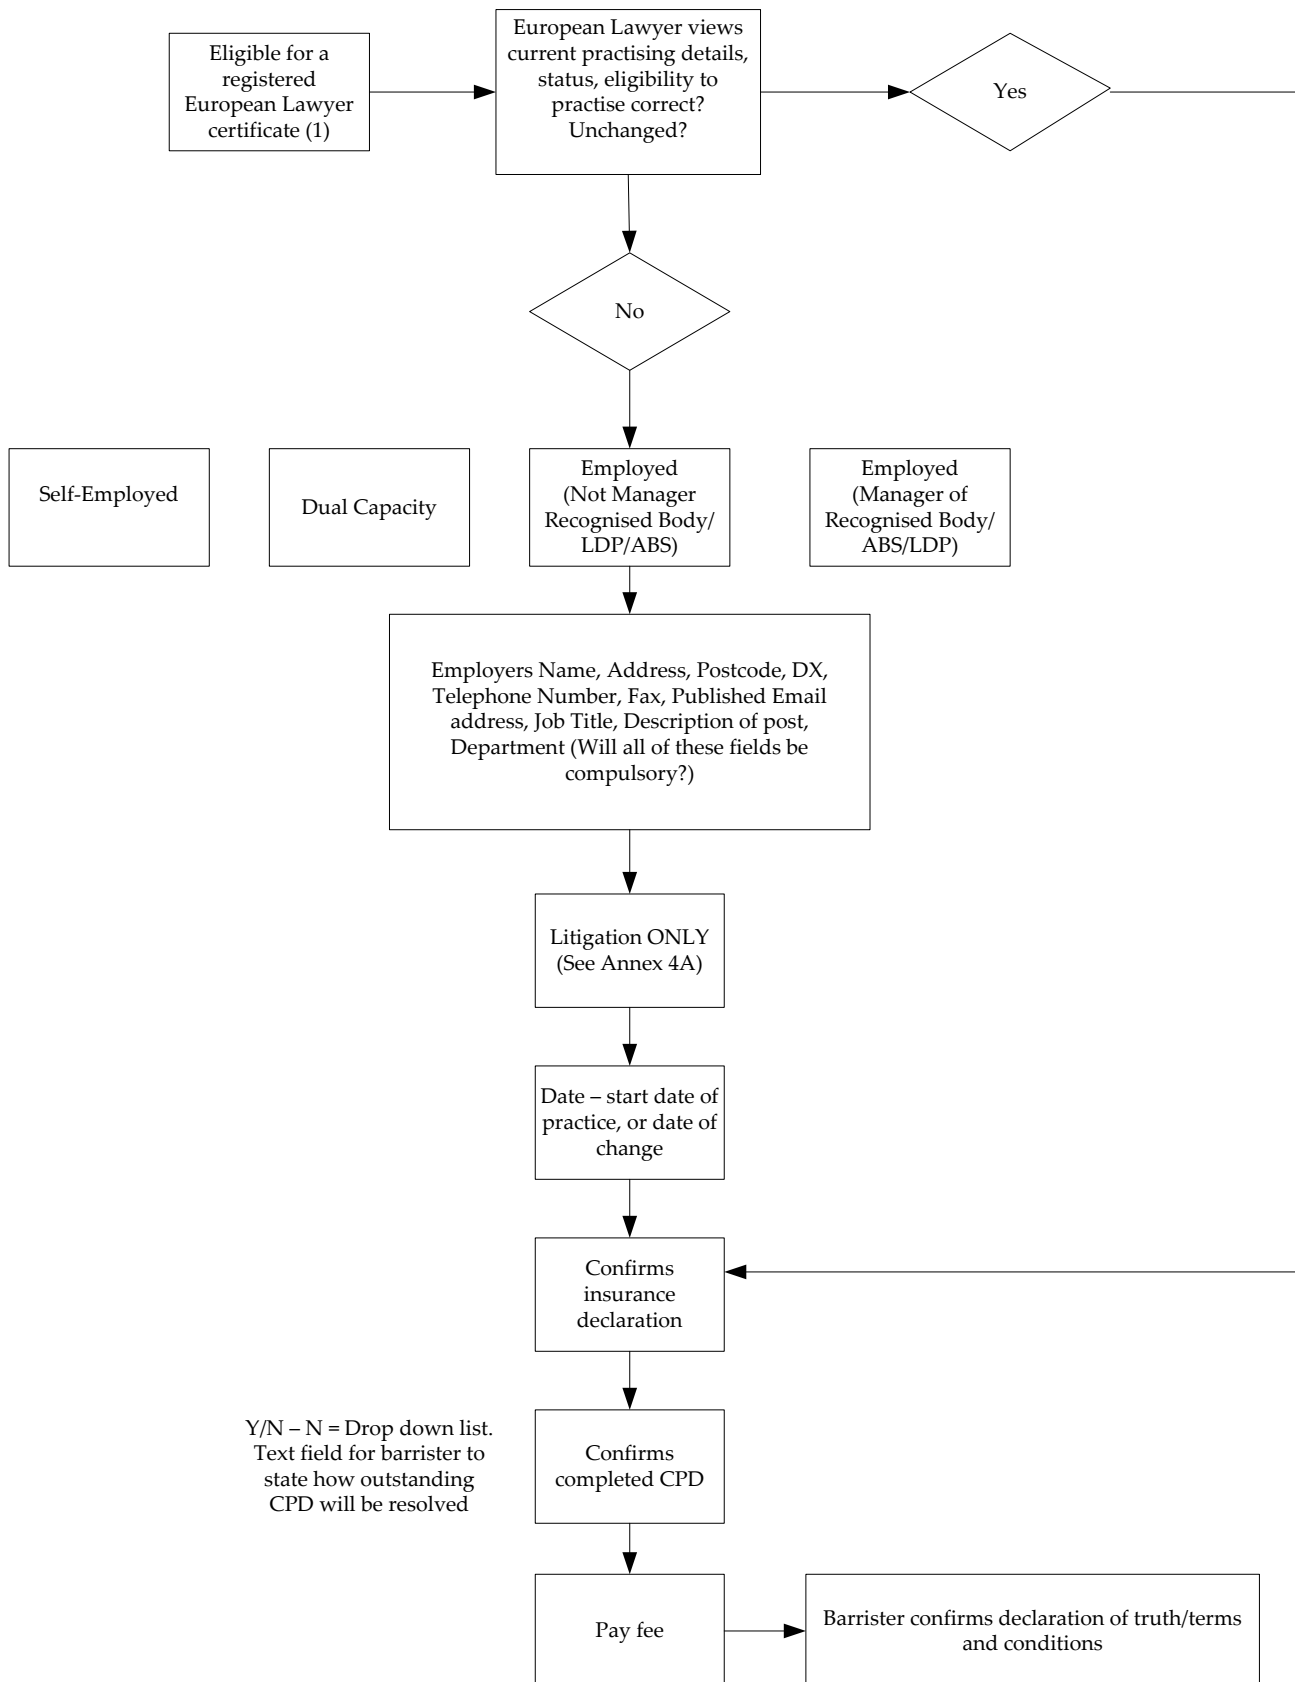 Eligible for a
registered
European Lawyer
certificate (1)
European Lawyer views
current practising details,
status, eligibility to
practise correct?
Unchanged?
Yes
No
Self-Employed
Dual Capacity
Employed
(Not Manager
Recognised Body/
LDP/ABS)
Employed
(Manager of
Recognised Body/
ABS/LDP)
Employers Name, Address, Postcode, DX,
Telephone Number, Fax, Published Email
address, Job Title, Description of post,
Department (Will all of these fields be
compulsory?)
Litigation ONLY
(See Annex 4A)
Date – start date of
practice, or date of
change
Confirms
insurance
declaration
Y/N – N = Drop down list.
Text field for barrister to
state how outstanding
CPD will be resolved
Confirms
completed CPD
Pay fee
Barrister confirms declaration of truth/terms
and conditions